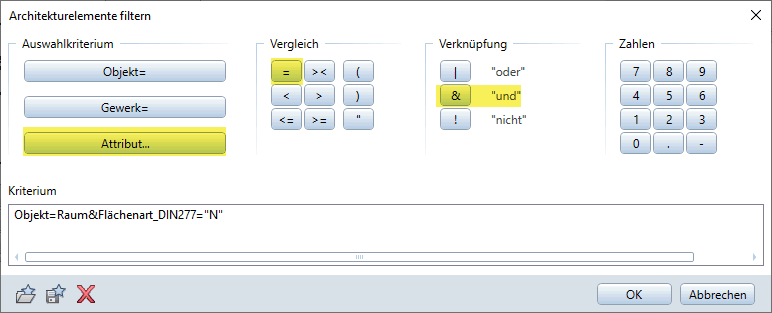 Architekturelemente filtern
Auswahlkriterium
Vergleich
Verknüpfung
Zahlen
Objekt=
= >< (
| "oder"
7 8 9
Gewerk=
< > )
& "und"
4 5 6
Attribut...
<= >= "
! "nicht"
1 2 3
0 . -
Kriterium
Objekt=Raum&Flächenart_DIN277="N"
OK
Abbrechen